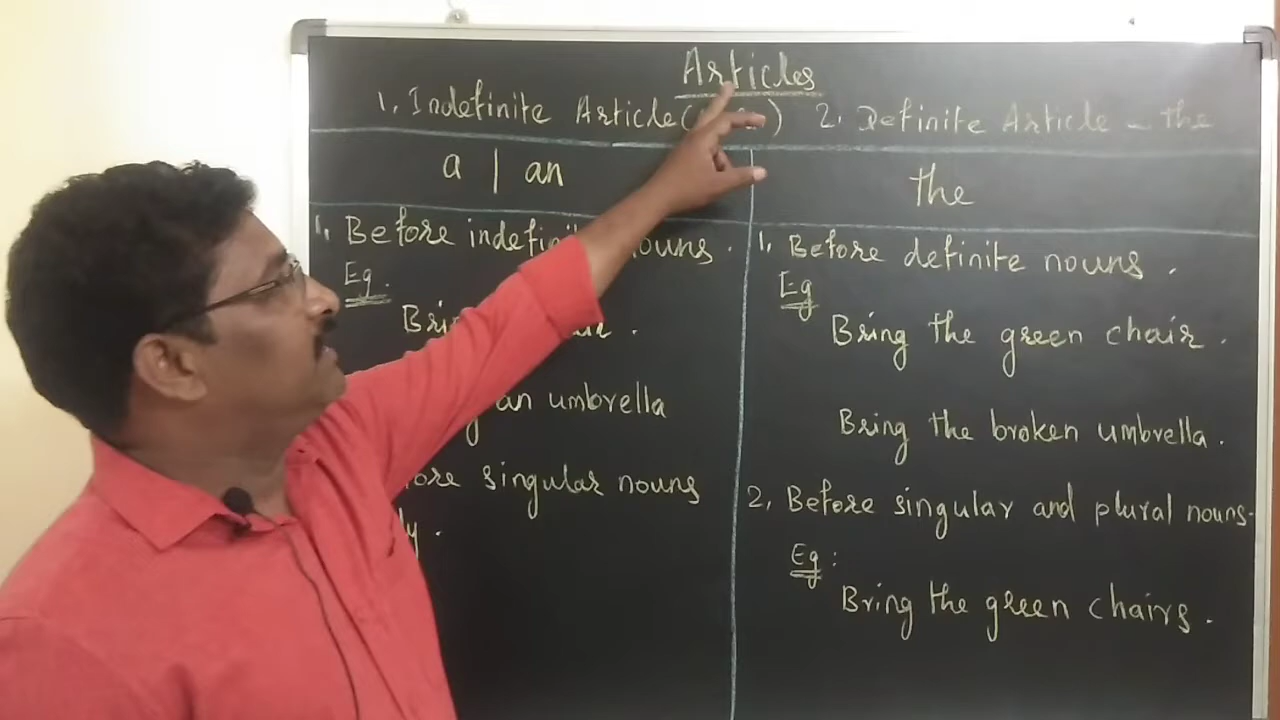 Articles
1. Indefinite Article ( ) 2. Definite Article - the
a | an
the
1. Before indefinite nouns.
Eg.
an umbrella
singular nouns
1. Before definite nouns.
Eg
Bring the green chair.
Bring the broken umbrella.
2. Before singular and plural nouns.
Eg:
Bring the green chairs.